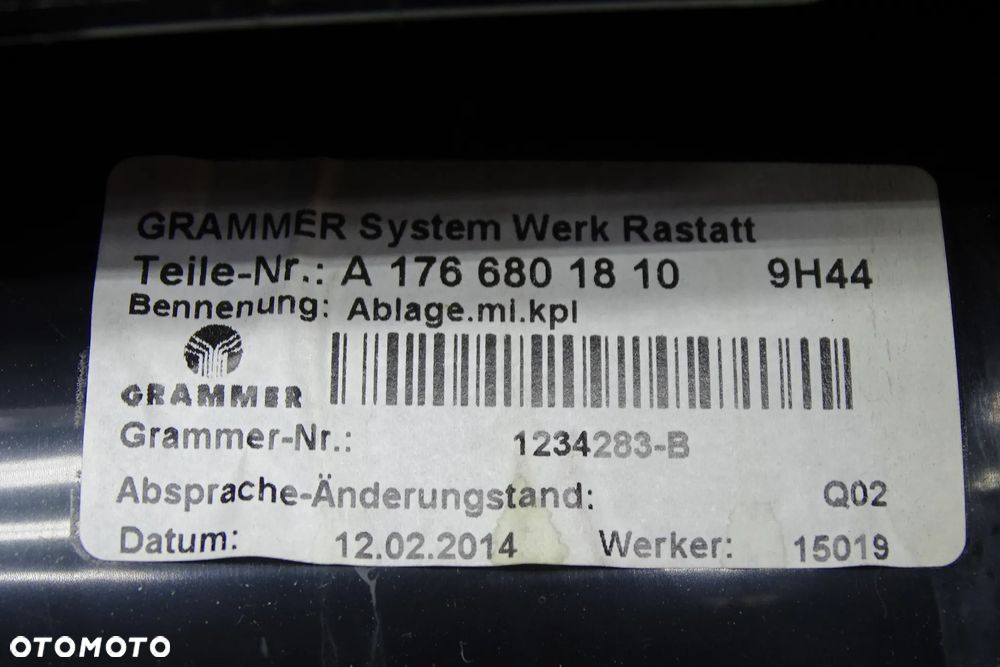 GRAMMER System Werk Rastatt
Teile-Nr.: A 176 680 18 10 9H44
Bennenung: Ablage.mi.kpl
GRAMMER
Grammer-Nr.: 1234283-B
Absprache-Änderungstand: Q02
Datum: 12.02.2014 Werker: 15019
OTOMOTO